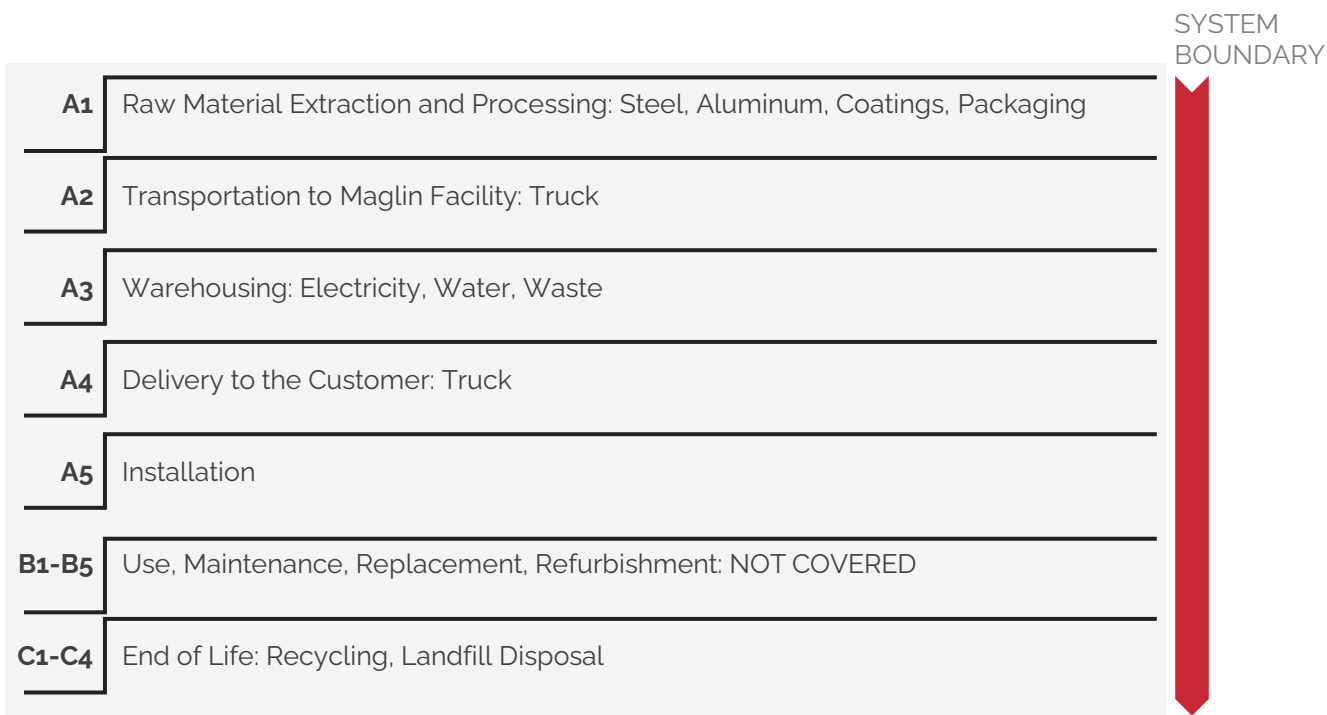 SYSTEM
BOUNDARY
A1 Raw Material Extraction and Processing: Steel, Aluminum, Coatings, Packaging
A2 Transportation to Maglin Facility: Truck
A3 Warehousing: Electricity, Water, Waste
A4 Delivery to the Customer: Truck
A5 Installation
B1-B5 Use, Maintenance, Replacement, Refurbishment: NOT COVERED
C1-C4 End of Life: Recycling, Landfill Disposal